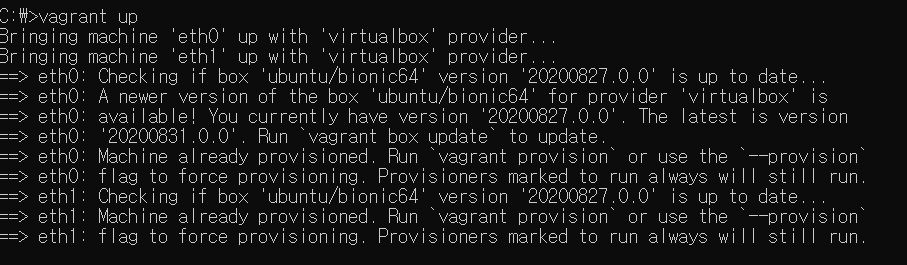 C:₩>vagrant up
Bringing machine 'eth0' up with 'virtualbox' provider...
Bringing machine 'eth1' up with 'virtualbox' provider...
==> eth0: Checking if box 'ubuntu/bionic64' version '20200827.0.0' is up to date...
==> eth0: A newer version of the box 'ubuntu/bionic64' for provider 'virtualbox' is
==> eth0: available! You currently have version '20200827.0.0'. The latest is version
==> eth0: '20200831.0.0'. Run `vagrant box update` to update.
==> eth0: Machine already provisioned. Run `vagrant provision` or use the `--provision`
==> eth0: flag to force provisioning. Provisioners marked to run always will still run.
==> eth1: Checking if box 'ubuntu/bionic64' version '20200827.0.0' is up to date...
==> eth1: Machine already provisioned. Run `vagrant provision` or use the `--provision`
==> eth1: flag to force provisioning. Provisioners marked to run always will still run.